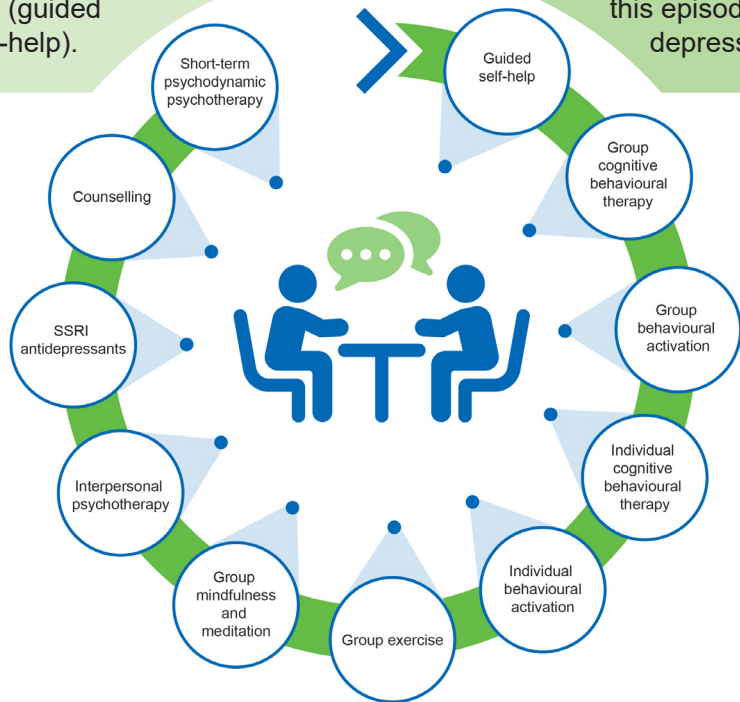 (guided
-help).
this episod
depress
Guided
self-help
Group
cognitive
behavioural
therapy
Group
behavioural
activation
Individual
cognitive
behavioural
therapy
Individual
behavioural
activation
Group exercise
Group
mindfulness
and
meditation
Interpersonal
psychotherapy
SSRI
antidepressants
Counselling
Short-term
psychodynamic
psychotherapy